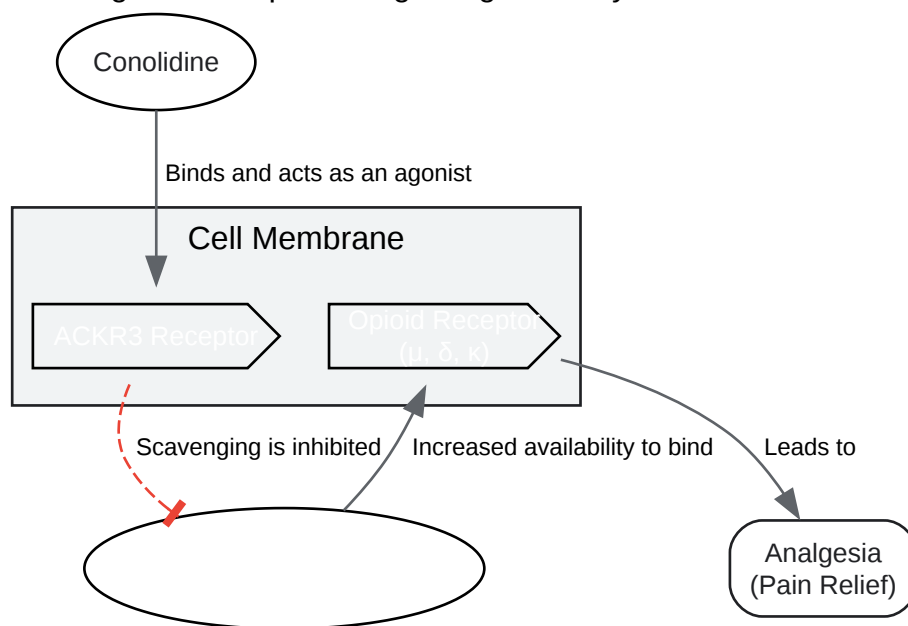 Conolidine
Binds and acts as an agonist
Cell Membrane
ACKR3 Receptor
Opioid Receptor
(μ, δ, κ)
Scavenging is inhibited
Increased availability to bind
Leads to
Analgesia
(Pain Relief)